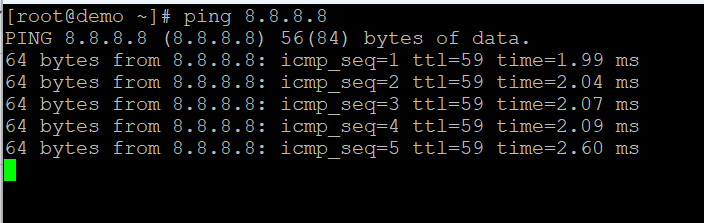 [root@demo ~]# ping 8.8.8.8
PING 8.8.8.8 (8.8.8.8) 56(84) bytes of data.
64 bytes from 8.8.8.8: icmp_seq=1 ttl=59 time=1.99 ms
64 bytes from 8.8.8.8: icmp_seq=2 ttl=59 time=2.04 ms
64 bytes from 8.8.8.8: icmp_seq=3 ttl=59 time=2.07 ms
64 bytes from 8.8.8.8: icmp_seq=4 ttl=59 time=2.09 ms
64 bytes from 8.8.8.8: icmp_seq=5 ttl=59 time=2.60 ms